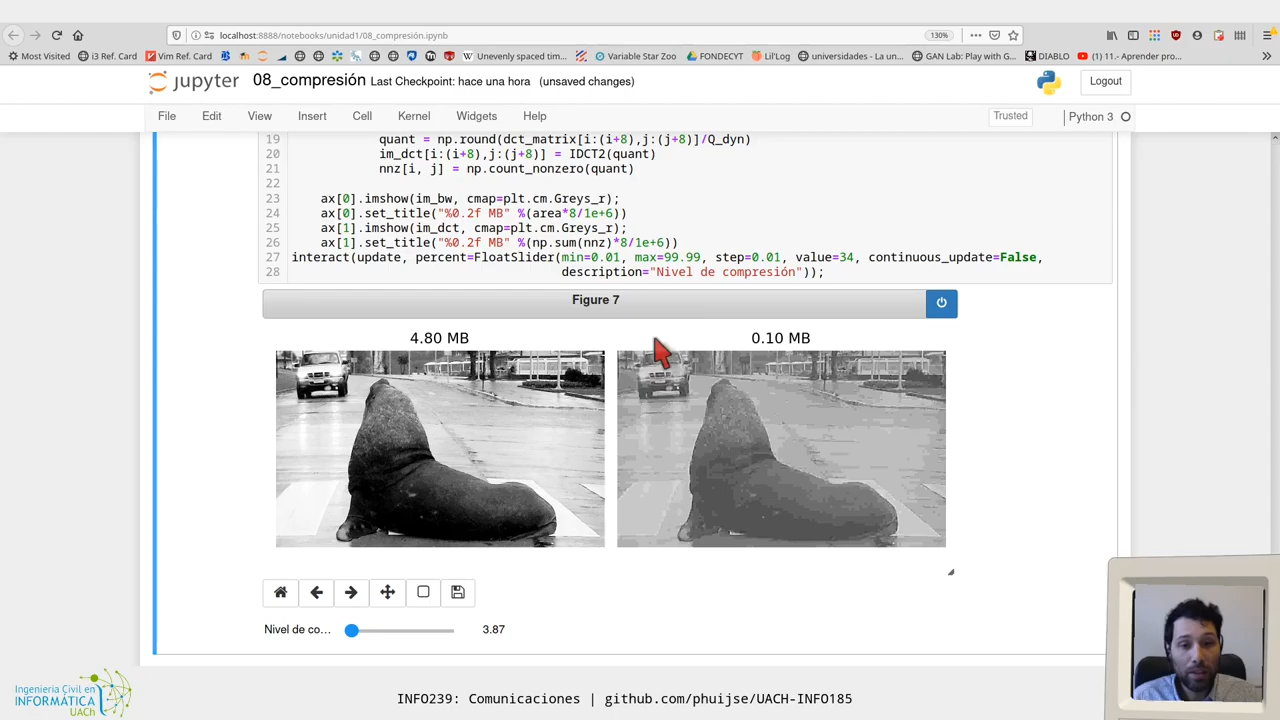 localhost:8888/notebooks/unidad1/08_compresión.ipynb
130%
Most Visited
i3 Ref. Card
Vim Ref. Card
Unevenly spaced tim...
Variable Star Zoo
FONDECYT
Lil'Log
universidades - La un...
GAN Lab: Play with G...
DIABLO
(1) 11.- Aprender pro...
jupyter
08_compresión Last Checkpoint: hace una hora (unsaved changes)
Logout
File Edit View Insert Cell Kernel Widgets Help
Trusted
Python 3
19 quant = np.round(dct_matrix[i:(i+8),j:(j+8)]/Q_dyn)
20 im_dct[i:(i+8),j:(j+8)] = IDCT2(quant)
21 nnz[i, j] = np.count_nonzero(quant)
22
23 ax[0].imshow(im_bw, cmap=plt.cm.Greys_r);
24 ax[0].set_title("%0.2f MB" %(area*8/1e+6))
25 ax[1].imshow(im_dct, cmap=plt.cm.Greys_r);
26 ax[1].set_title("%0.2f MB" %(np.sum(nnz)*8/1e+6))
27 interact(update, percent=FloatSlider(min=0.01, max=99.99, step=0.01, value=34, continuous_update=False,
28 description="Nivel de compresión"));
Figure 7
4.80 MB
0.10 MB
Nivel de co...
3.87
Ingeniería Civil en
INFORMÁTICA
UACh
INFO239: Comunicaciones | github.com/phuijse/UACH-INFO185